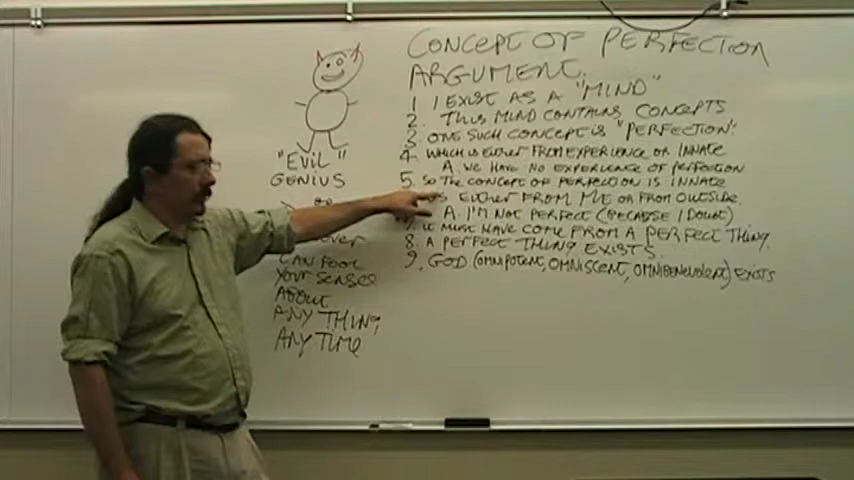 "EVIL"
GENIUS
OR
CAN FOOL
YOUR SENSES
ABOUT
ANY THING,
ANY TIME
CONCEPT OF PERFECTION
ARGUMENT.
1 I EXIST AS A "MIND"
2. THIS MIND CONTAINS CONCEPTS
3. ONE SUCH CONCEPT IS "PERFECTION".
4. WHICH IS EITHER FROM EXPERIENCE OR INNATE
A. WE HAVE NO EXPERIENCE OF PERFECTION
5. SO THE CONCEPT OF PERFECTION IS INNATE
EITHER FROM ME OR FROM OUTSIDE.
A. I'M NOT PERFECT (BECAUSE I DOUBT)
IT MUST HAVE COME FROM A PERFECT THING.
8. A PERFECT THING EXISTS.
9. GOD (OMNIPOTENT, OMNISCENT, OMNIBENEVOLENT) EXISTS